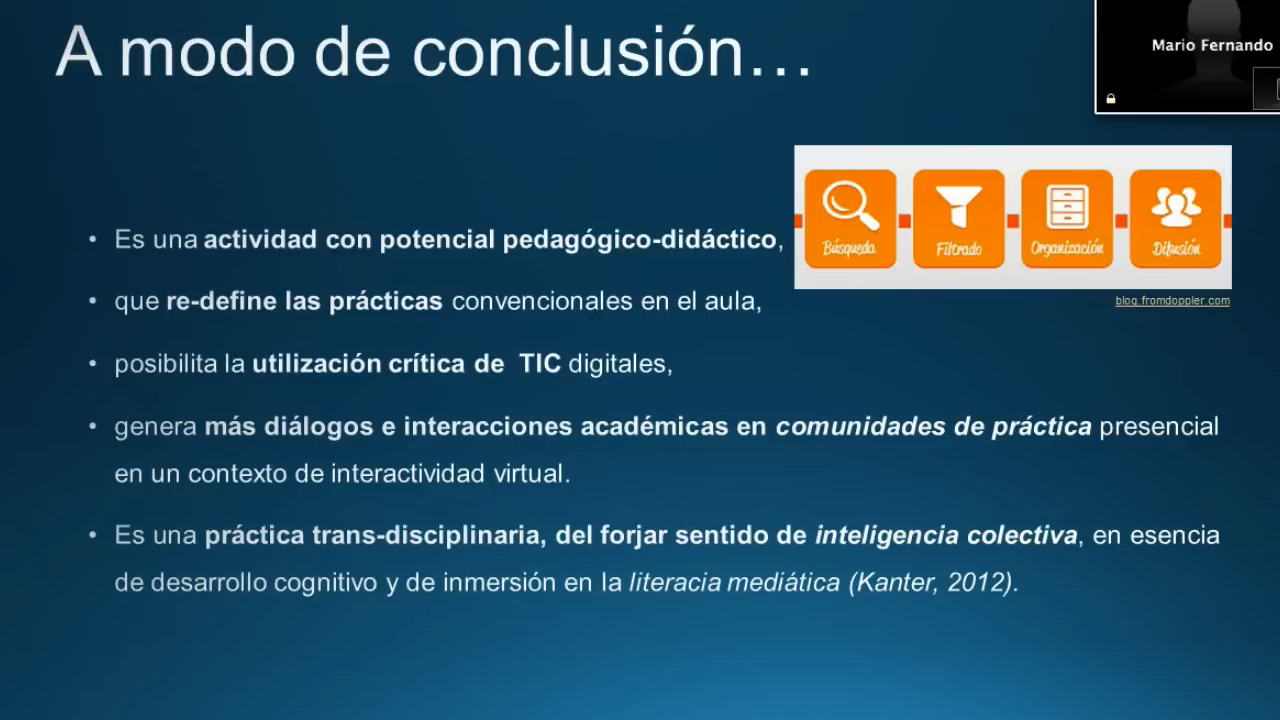 A modo de conclusión…
Mario Fernando
Búsqueda
Filtrado
Organización
Difusión
blog.fromdoppler.com
• Es una actividad con potencial pedagógico-didáctico,
• que re-define las prácticas convencionales en el aula,
• posibilita la utilización crítica de TIC digitales,
• genera más diálogos e interacciones académicas en comunidades de práctica presencial
en un contexto de interactividad virtual.
• Es una práctica trans-disciplinaria, del forjar sentido de inteligencia colectiva, en esencia
de desarrollo cognitivo y de inmersión en la literacia mediática (Kanter, 2012).